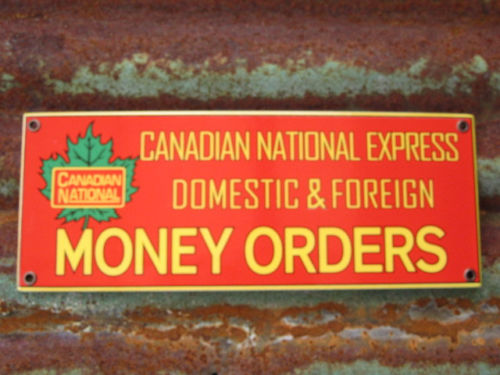 CANADIAN NATIONAL EXPRESS
CANADIAN
NATIONAL
DOMESTIC & FOREIGN
MONEY ORDERS